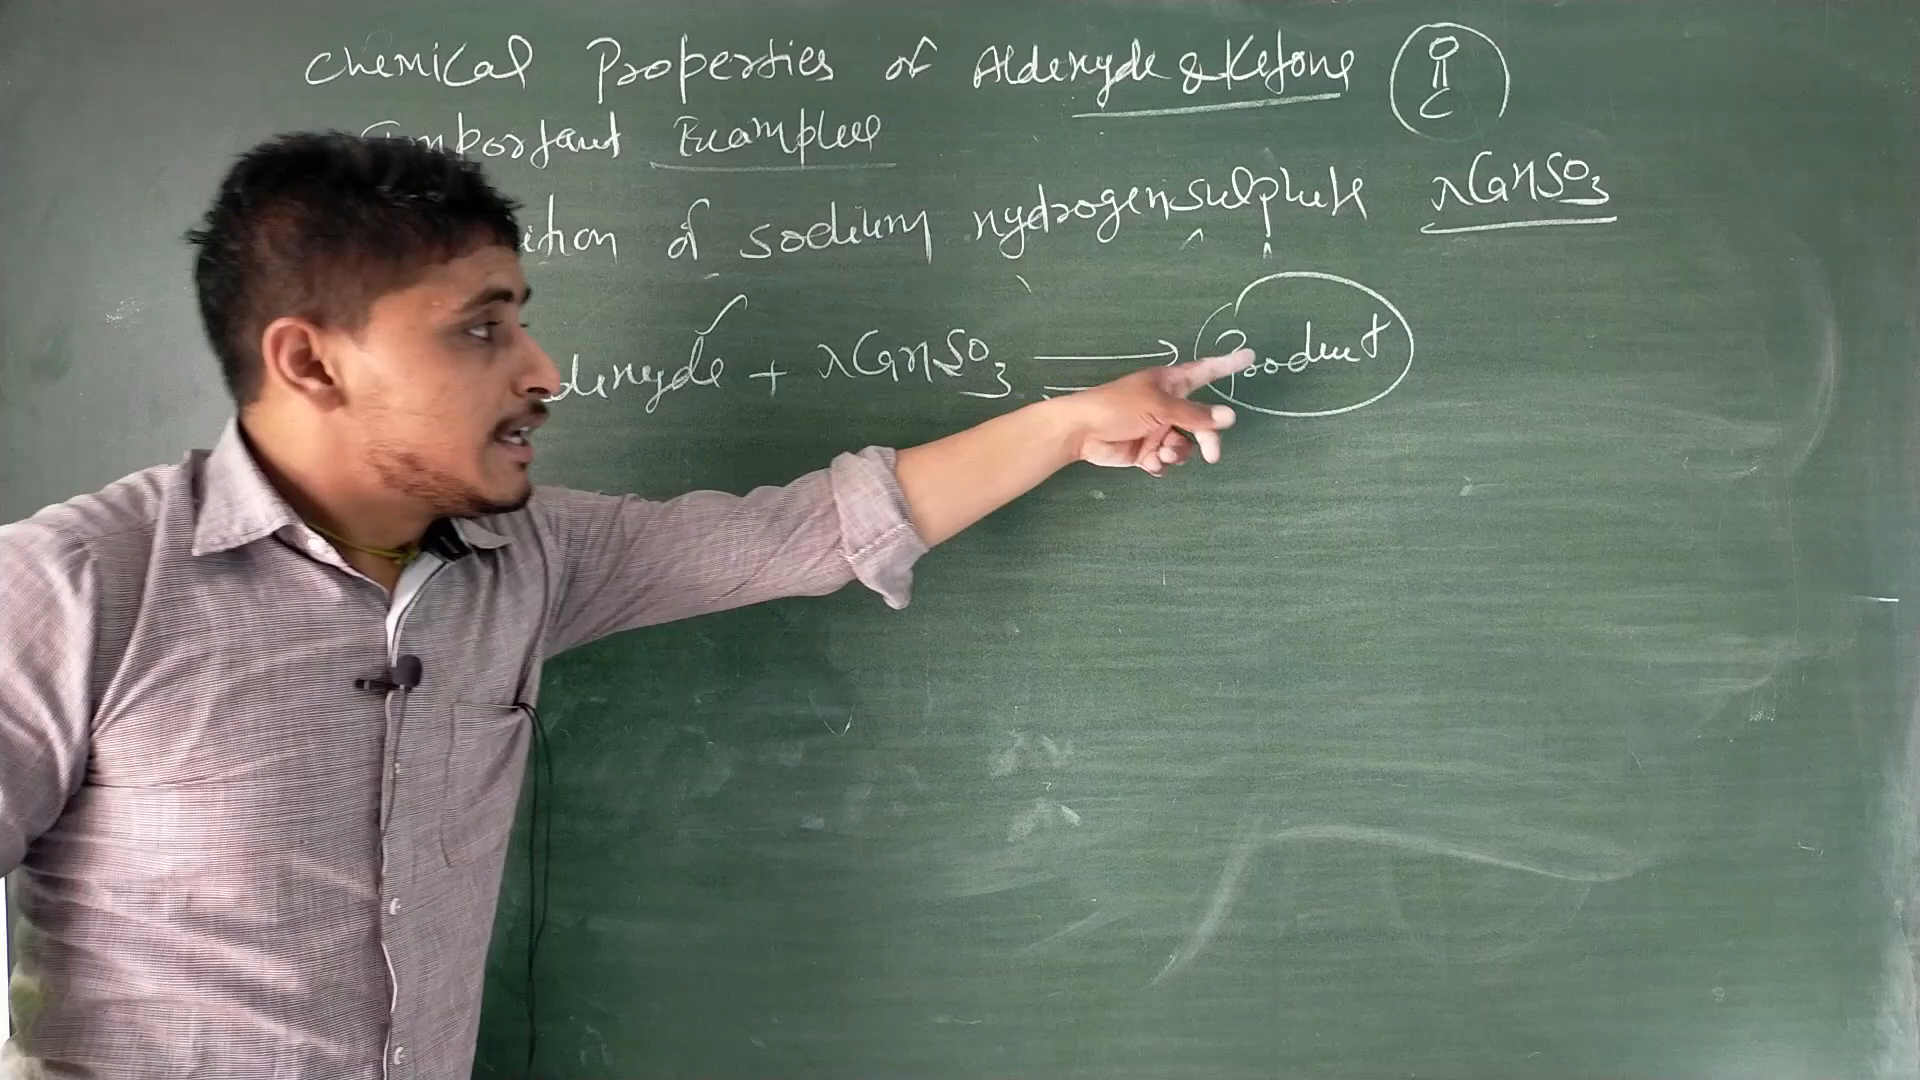 Chemical Properties of Aldehyde & Ketone O=C
Important Examples
ition of sodium hydrogensulphite NaHSO3
dehyde + NaHSO3 → Product